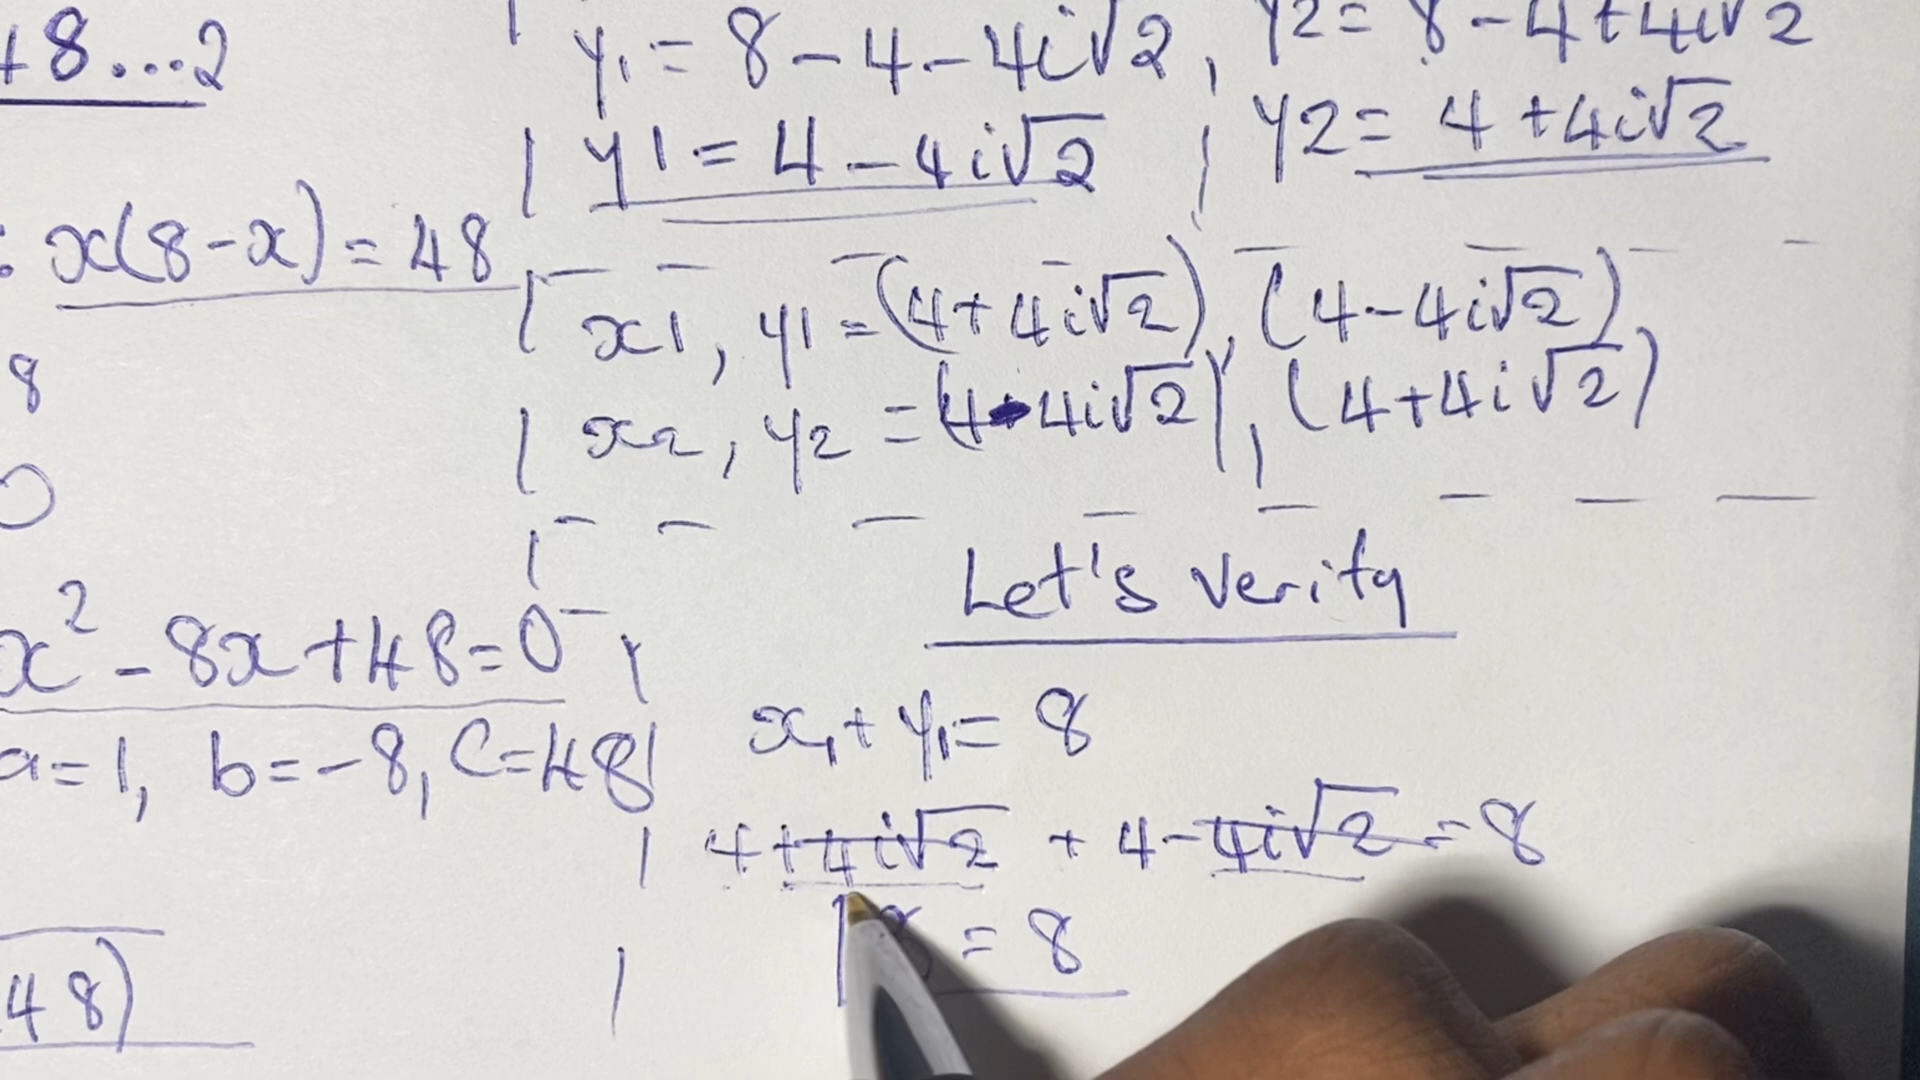 +8...2
: x(8-x)=48
8
0
x²-8x+48=0
a=1, b=-8, c=48
48)
y₁=8-4-4i√2, y2=8-4+4i√2
y1=4-4i√2, y2=4+4i√2
x1, y1=(4+4i√2), (4-4i√2)
x₂, y₂=(4-4i√2), (4+4i√2)
Let's verify
x₁+y₁=8
4+4i√2+4-4i√2=8
8=8